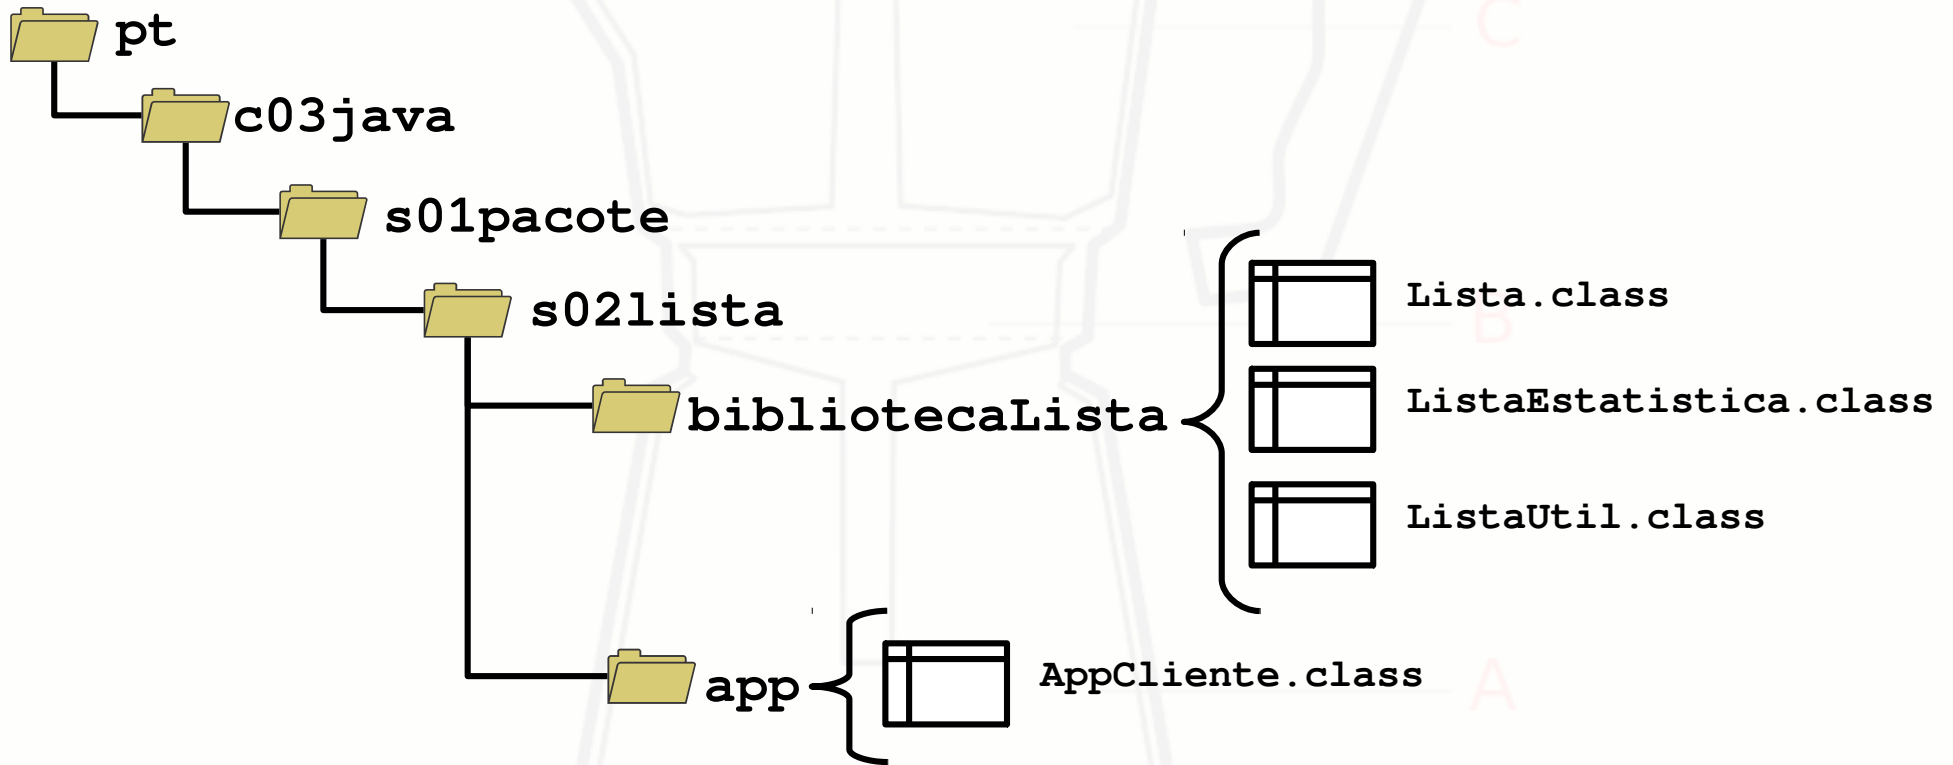 pt
c03java
s01pacote
s02lista
bibliotecaLista
Lista.class
ListaEstatistica.class
ListaUtil.class
app
AppCliente.class
C
B
A